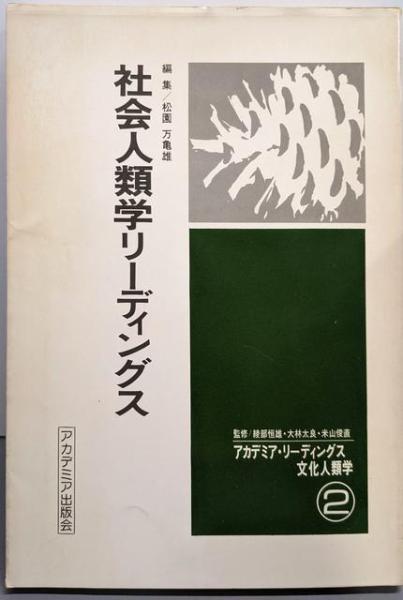 編集／松園 万亀雄
社会人類学リーディングス
アカデミア出版会
監修／綾部恒雄・大林太良・米山俊直
アカデミア・リーディングス
文化人類学
②